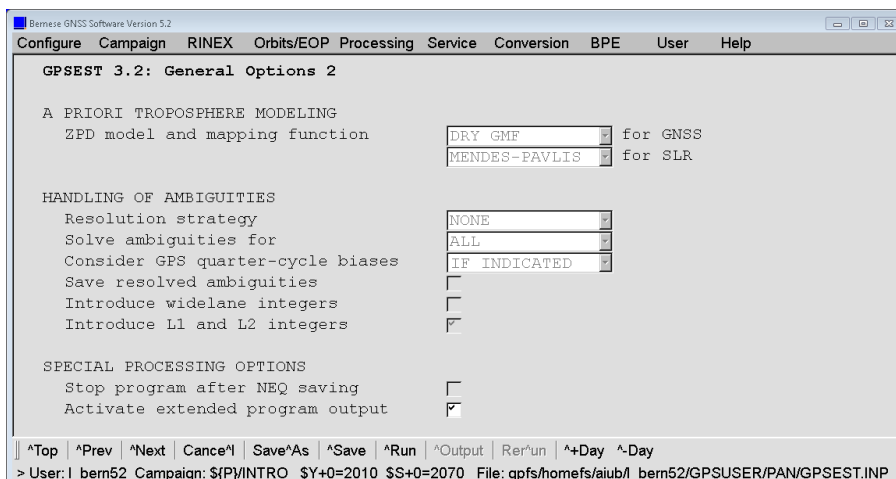 Bernese GNSS Software Version 5.2
Configure Campaign RINEX Orbits/EOP Processing Service Conversion BPE User Help
GPSEST 3.2: General Options 2
A PRIORI TROPOSPHERE MODELING
ZPD model and mapping function DRY GMF for GNSS
MENDES-PAVLIS for SLR
HANDLING OF AMBIGUITIES
Resolution strategy NONE
Solve ambiguities for ALL
Consider GPS quarter-cycle biases IF INDICATED
Save resolved ambiguities
Introduce widelane integers
Introduce L1 and L2 integers
SPECIAL PROCESSING OPTIONS
Stop program after NEQ saving
Activate extended program output
^Top ^Prev ^Next Cance^l Save^As ^Save ^Run ^Output Rer^un ^+Day ^-Day
> User: l_bern52 Campaign: ${P}/INTRO $Y+0=2010 $S+0=2070 File: gpfs/homefs/aiub/l_bern52/GPSUSER/PAN/GPSEST.INP